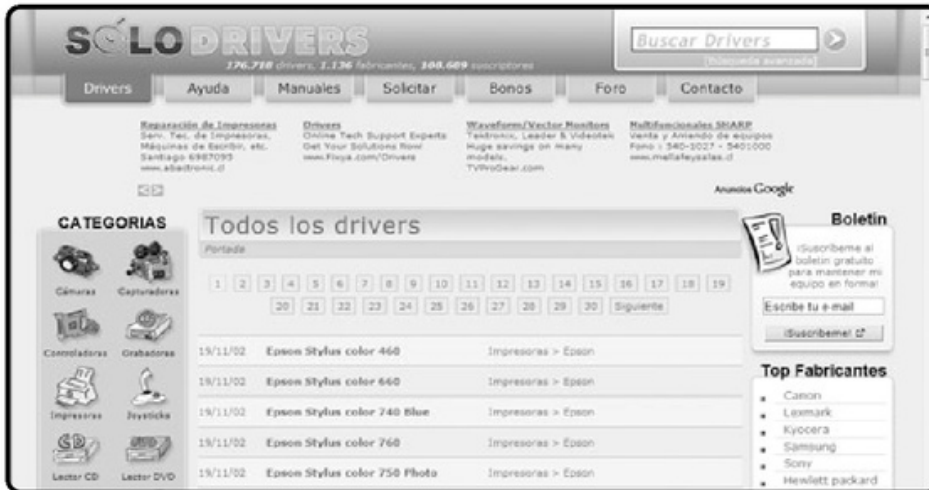 SOLO DRIVERS
176.718 drivers, 1.136 fabricantes, 108.609 suscriptores
Buscar Drivers
[búsqueda avanzada]
Drivers Ayuda Manuales Solicitar Bonos Foro Contacto
Reparación de Impresoras
Serv. Tec. de Impresoras,
Máquinas de Escribir, etc.
Santiago 6987095
www.abactronic.cl
Drivers
Online Tech Support Experts
Get Your Solutions Now
www.Fixya.com/Drivers
Waveform/Vector Monitors
Tektronix, Leader & Videotek
Huge savings on many
models.
TVProGear.com
Multifuncionales SHARP
Venta y Arriendo de equipos
Fono : 540-1027 - 5401000
www.mellafeysalas.cl
Anuncios Google
CATEGORIAS
Cámaras Capturadoras
Controladoras Grabadoras
Impresoras Joysticks
CD DVD
Lector CD Lector DVD
Todos los drivers
Portada
1 2 3 4 5 6 7 8 9 10 11 12 13 14 15 16 17 18 19
20 21 22 23 24 25 26 27 28 29 30 Siguiente
19/11/02 Epson Stylus color 460 Impresoras > Epson
19/11/02 Epson Stylus color 660 Impresoras > Epson
19/11/02 Epson Stylus color 740 Blue Impresoras > Epson
19/11/02 Epson Stylus color 760 Impresoras > Epson
19/11/02 Epson Stylus color 750 Photo Impresoras > Epson
Boletin
¡Suscribeme al
boletin gratuito
para mantener mi
equipo en forma!
Escribe tu e-mail
¡Suscribeme!
Top Fabricantes
Canon
Lexmark
Kyocera
Samsung
Sony
Hewlett packard